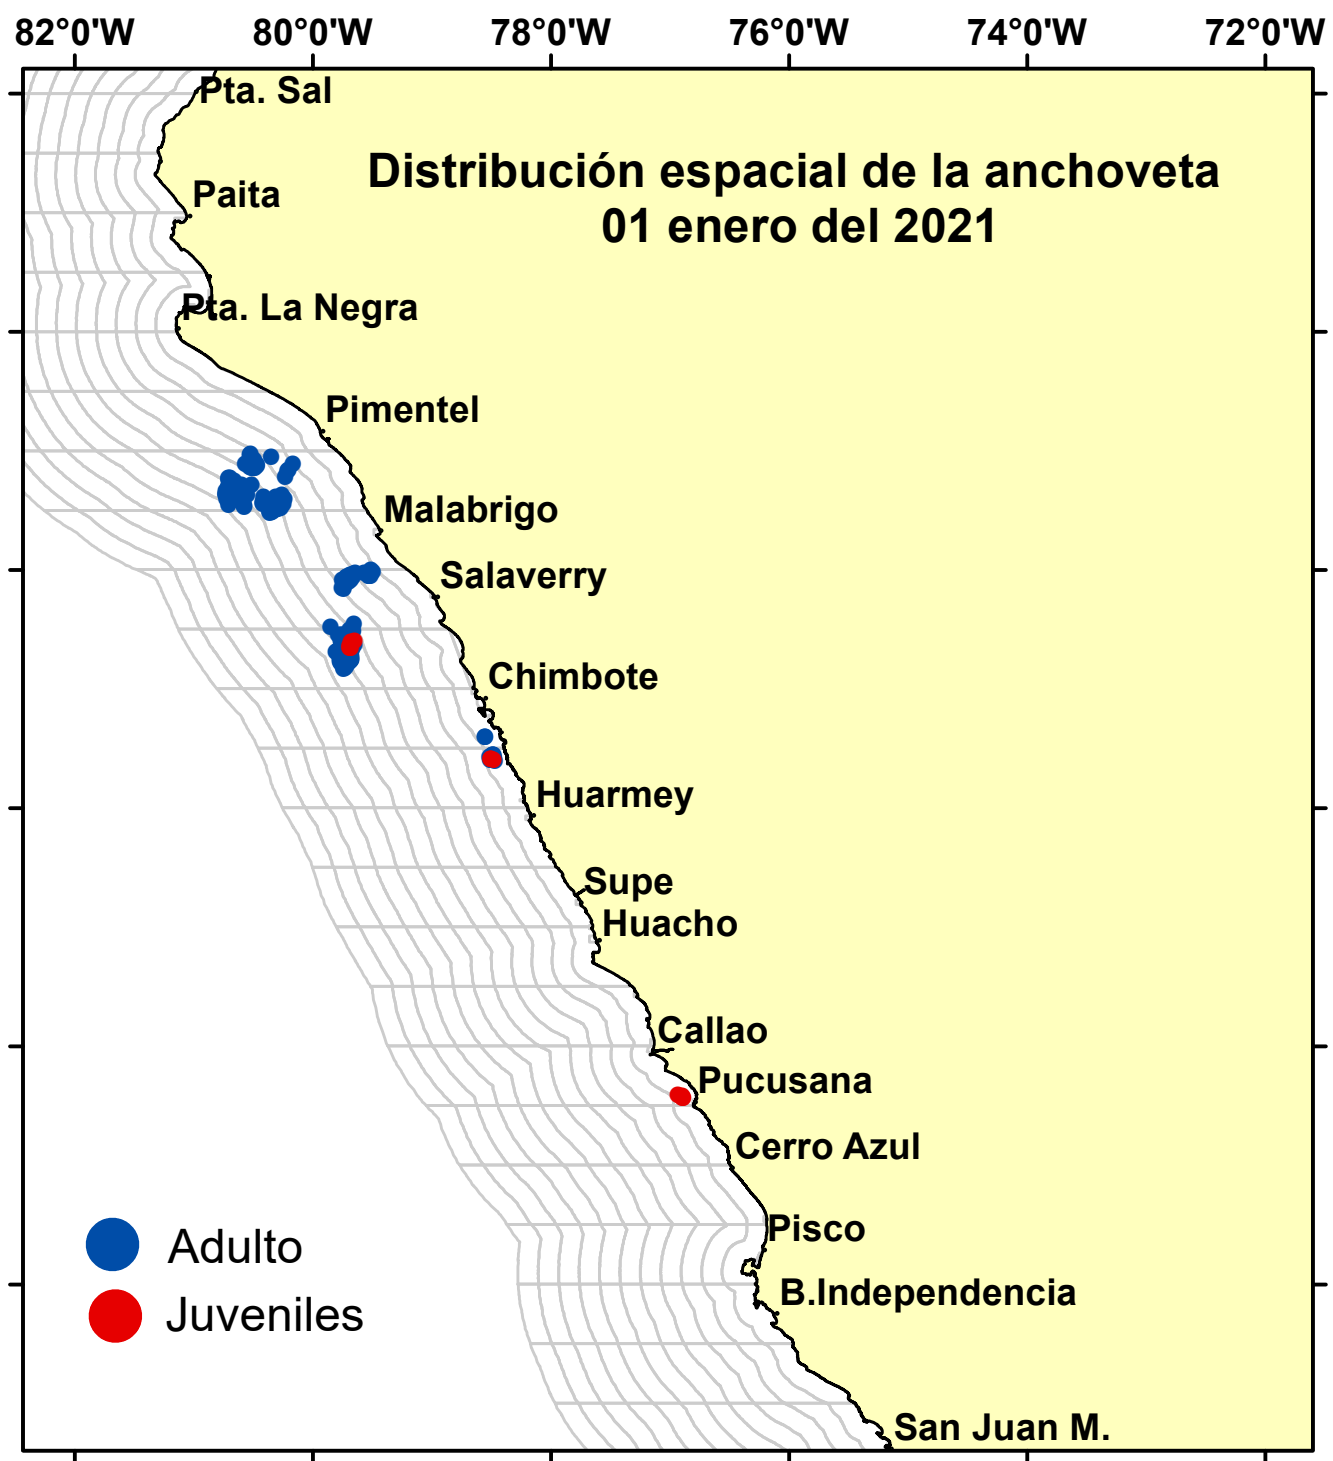 82°0'W 80°0'W 78°0'W 76°0'W 74°0'W 72°0'W
Pta. Sal
Distribución espacial de la anchoveta
01 enero del 2021
Paita
Pta. La Negra
Pimentel
Malabrigo
Salaverry
Chimbote
Huarmey
Supe
Huacho
Callao
Pucusana
Cerro Azul
Pisco
B.Independencia
San Juan M.
Adulto
Juveniles